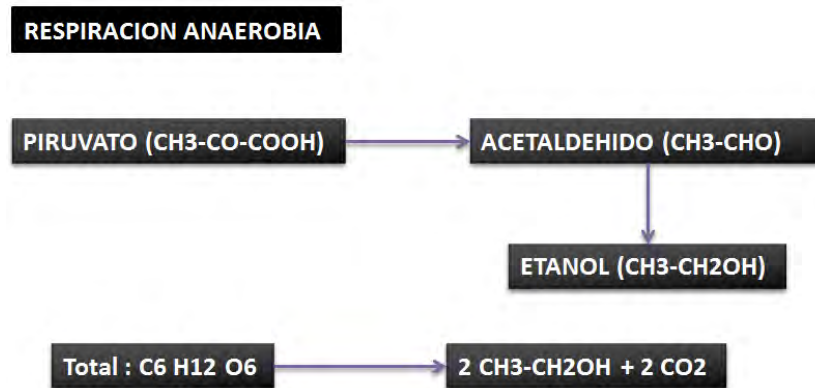 RESPIRACION ANAEROBIA
PIRUVATO (CH3-CO-COOH)
ACETALDEHIDO (CH3-CHO)
ETANOL (CH3-CH2OH)
Total : C6 H12 O6
2 CH3-CH2OH + 2 CO2